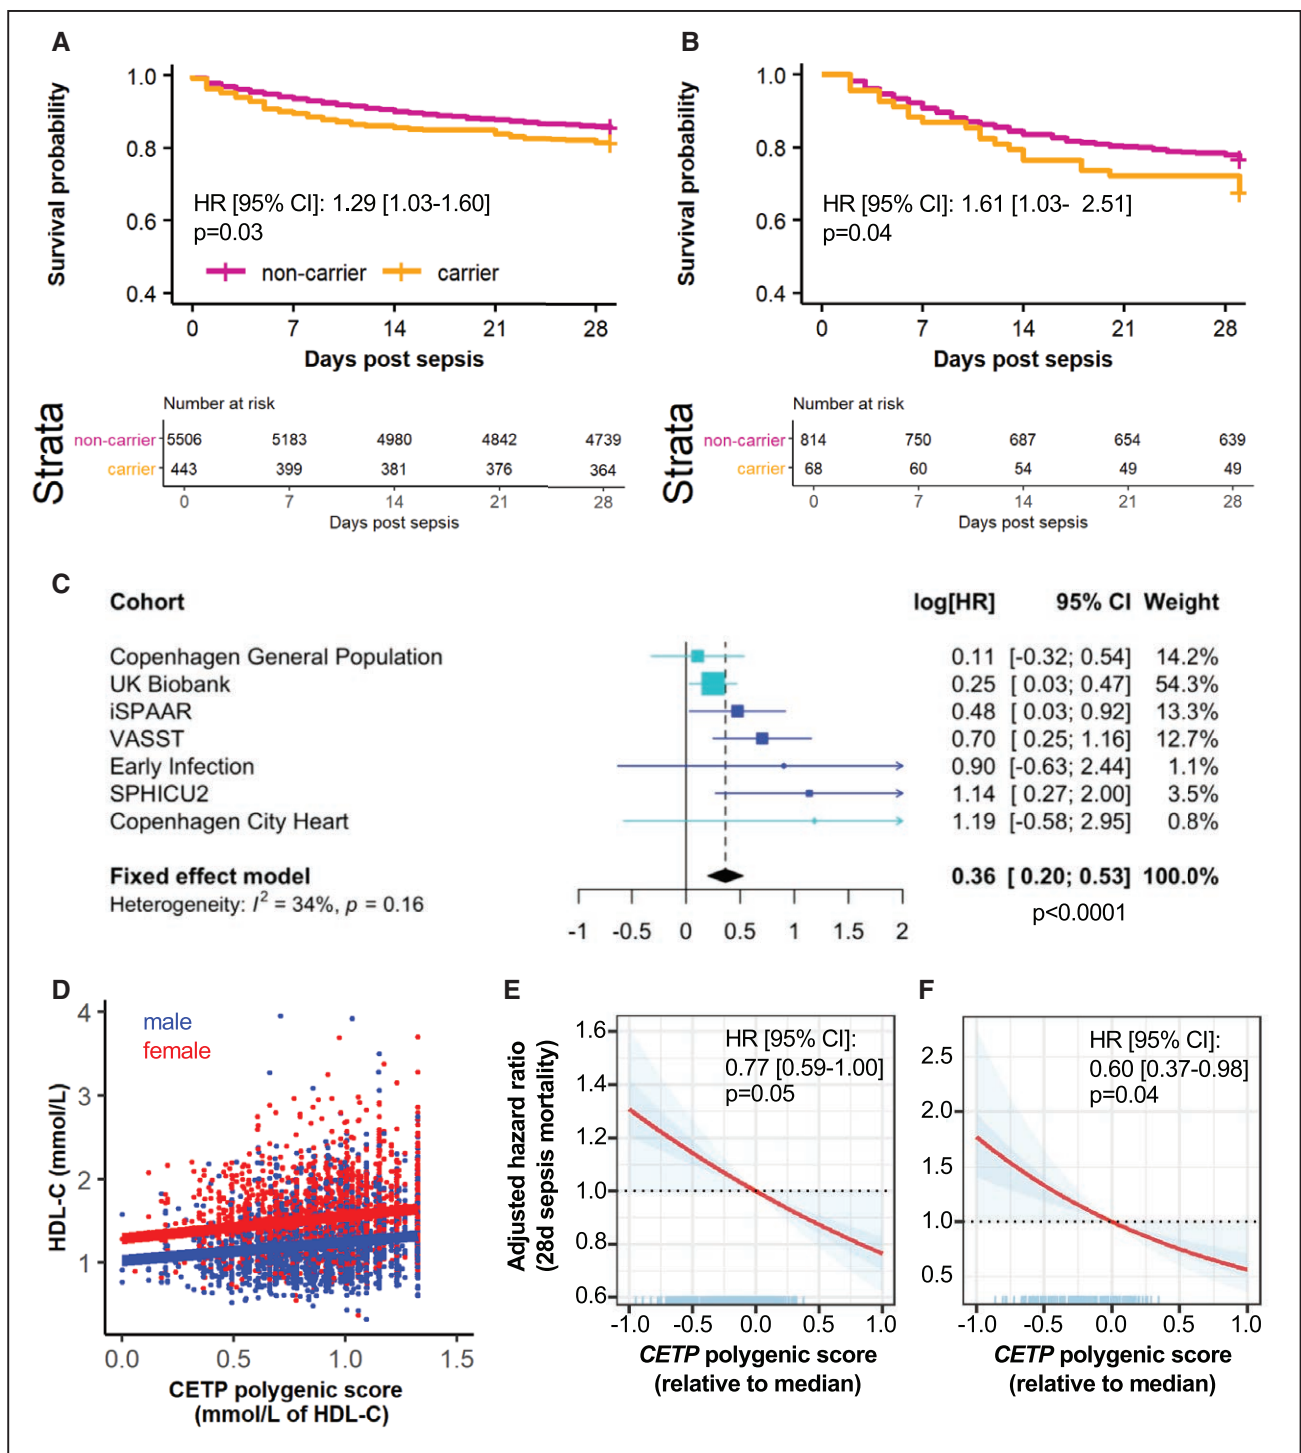 A
Survival probability
1.0
0.8
0.6
0.4
HR [95% CI]: 1.29 [1.03-1.60]
p=0.03
non-carrier carrier
0 7 14 21 28
Days post sepsis
Strata
Number at risk
non-carrier 5506 5183 4980 4842 4739
carrier 443 399 381 376 364
0 7 14 21 28
Days post sepsis
B
Survival probability
1.0
0.8
0.6
0.4
HR [95% CI]: 1.61 [1.03- 2.51]
p=0.04
0 7 14 21 28
Days post sepsis
Strata
Number at risk
non-carrier 814 750 687 654 639
carrier 68 60 54 49 49
0 7 14 21 28
Days post sepsis
C
Cohort log[HR] 95% CI Weight
Copenhagen General Population 0.11 [-0.32; 0.54] 14.2%
UK Biobank 0.25 [ 0.03; 0.47] 54.3%
iSPAAR 0.48 [ 0.03; 0.92] 13.3%
VASST 0.70 [ 0.25; 1.16] 12.7%
Early Infection 0.90 [-0.63; 2.44] 1.1%
SPHICU2 1.14 [ 0.27; 2.00] 3.5%
Copenhagen City Heart 1.19 [-0.58; 2.95] 0.8%
Fixed effect model 0.36 [ 0.20; 0.53] 100.0%
Heterogeneity: I² = 34%, p = 0.16
p<0.0001
-1 -0.5 0 0.5 1 1.5 2
D
HDL-C (mmol/L)
4
3
2
1
male
female
0.0 0.5 1.0 1.5
CETP polygenic score
(mmol/L of HDL-C)
E
Adjusted hazard ratio
(28d sepsis mortality)
1.6
1.4
1.2
1.0
0.8
0.6
HR [95% CI]:
0.77 [0.59-1.00]
p=0.05
-1.0 -0.5 0.0 0.5 1.0
CETP polygenic score
(relative to median)
F
2.5
2.0
1.5
1.0
0.5
HR [95% CI]:
0.60 [0.37-0.98]
p=0.04
-1.0 -0.5 0.0 0.5 1.0
CETP polygenic score
(relative to median)